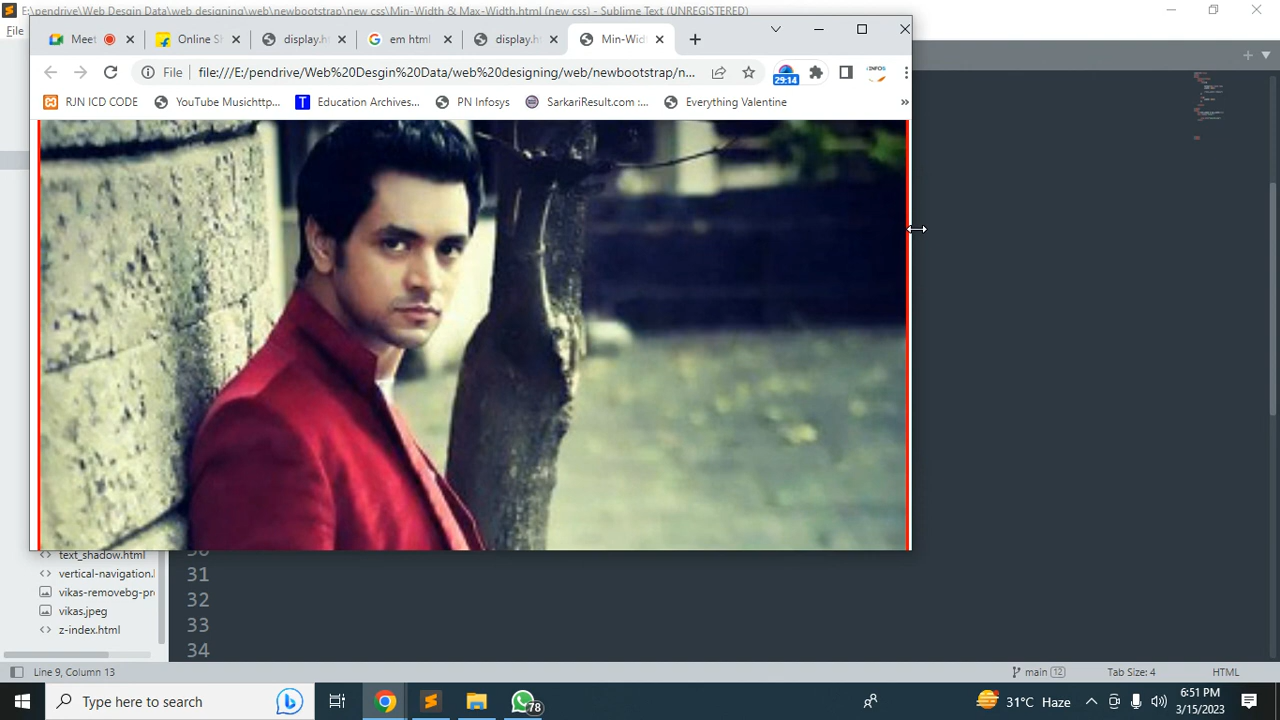 E:\pendrive\Web Desgin Data\web designing\web\newbootstrap\new css\Min-Width & Max-Width.html (new css) - Sublime Text (UNREGISTERED)
File
Meet
Online S
display.h
em html
display.h
Min-Wid
File
file:///E:/pendrive/Web%20Desgin%20Data/web%20designing/web/newbootstrap/n...
29:14
INFOS
RJN ICD CODE
YouTube Musichttp...
Education Archives...
PN Infosys
SarkariResult.com :...
Everything Valentine
»
text_shadow.html
vertical-navigation.
vikas-removebg-pr
vikas.jpeg
z-index.html
30
31
32
33
34
Line 9, Column 13
main 12
Tab Size: 4
HTML
Type here to search
78
31°C Haze
6:51 PM
3/15/2023